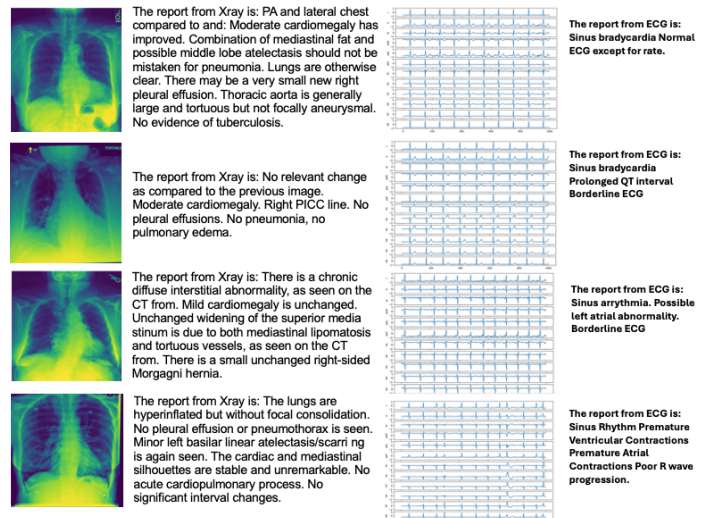 The report from Xray is: PA and lateral chest
compared to and: Moderate cardiomegaly has
improved. Combination of mediastinal fat and
possible middle lobe atelectasis should not be
mistaken for pneumonia. Lungs are otherwise
clear. There may be a very small new right
pleural effusion. Thoracic aorta is generally
large and tortuous but not focally aneurysmal.
No evidence of tuberculosis.
The report from ECG is:
Sinus bradycardia Normal
ECG except for rate.
The report from Xray is: No relevant change
as compared to the previous image.
Moderate cardiomegaly. Right PICC line. No
pleural effusions. No pneumonia, no
pulmonary edema.
The report from ECG is:
Sinus bradycardia
Prolonged QT interval
Borderline ECG
The report from Xray is: There is a chronic
diffuse interstitial abnormality, as seen on the
CT from. Mild cardiomegaly is unchanged.
Unchanged widening of the superior media
stinum is due to both mediastinal lipomatosis
and tortuous vessels, as seen on the CT
from. There is a small unchanged right-sided
Morgagni hernia.
The report from ECG is:
Sinus arrythmia. Possible
left atrial abnormality.
Borderline ECG
The report from Xray is: The lungs are
hyperinflated but without focal consolidation.
No pleural effusion or pneumothorax is seen.
Minor left basilar linear atelectasis/scarri ng
is again seen. The cardiac and mediastinal
silhouettes are stable and unremarkable. No
acute cardiopulmonary process. No
significant interval changes.
The report from ECG is:
Sinus Rhythm Premature
Ventricular Contractions
Premature Atrial
Contractions Poor R wave
progression.